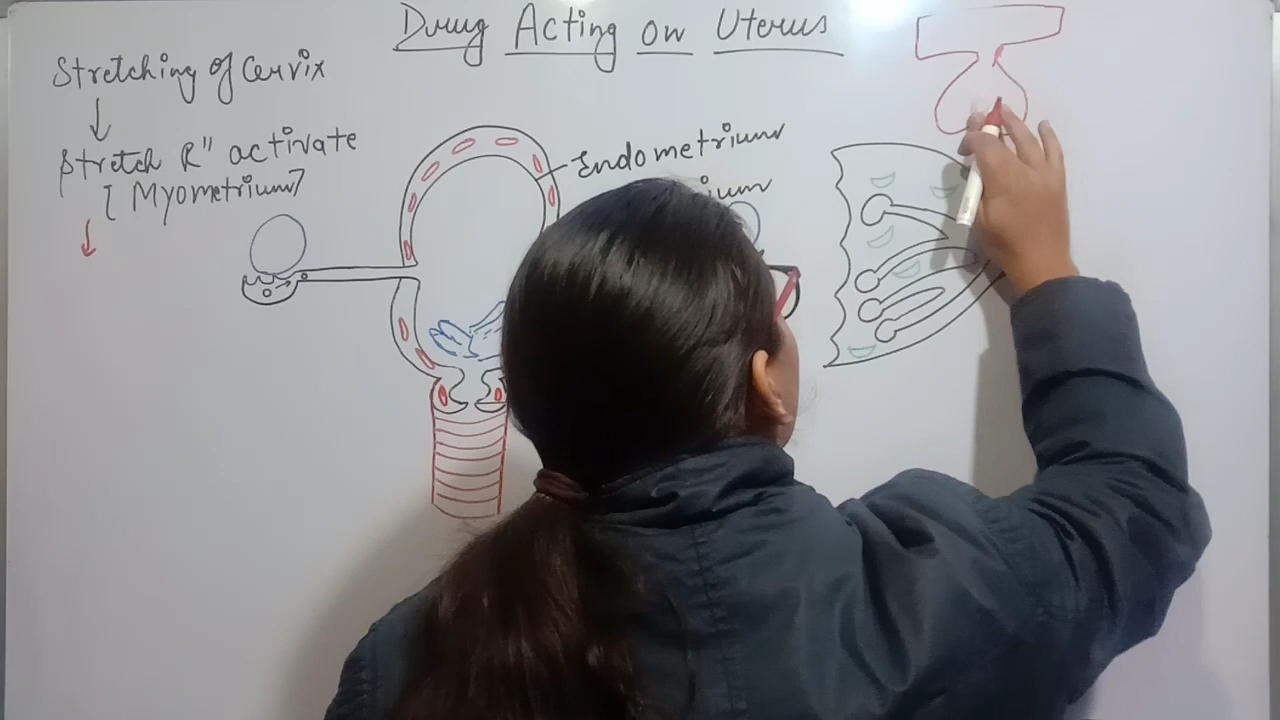 Drug Acting on Uterus
Stretching of Cervix
Stretch R" activate
[Myometrium]
Endometrium